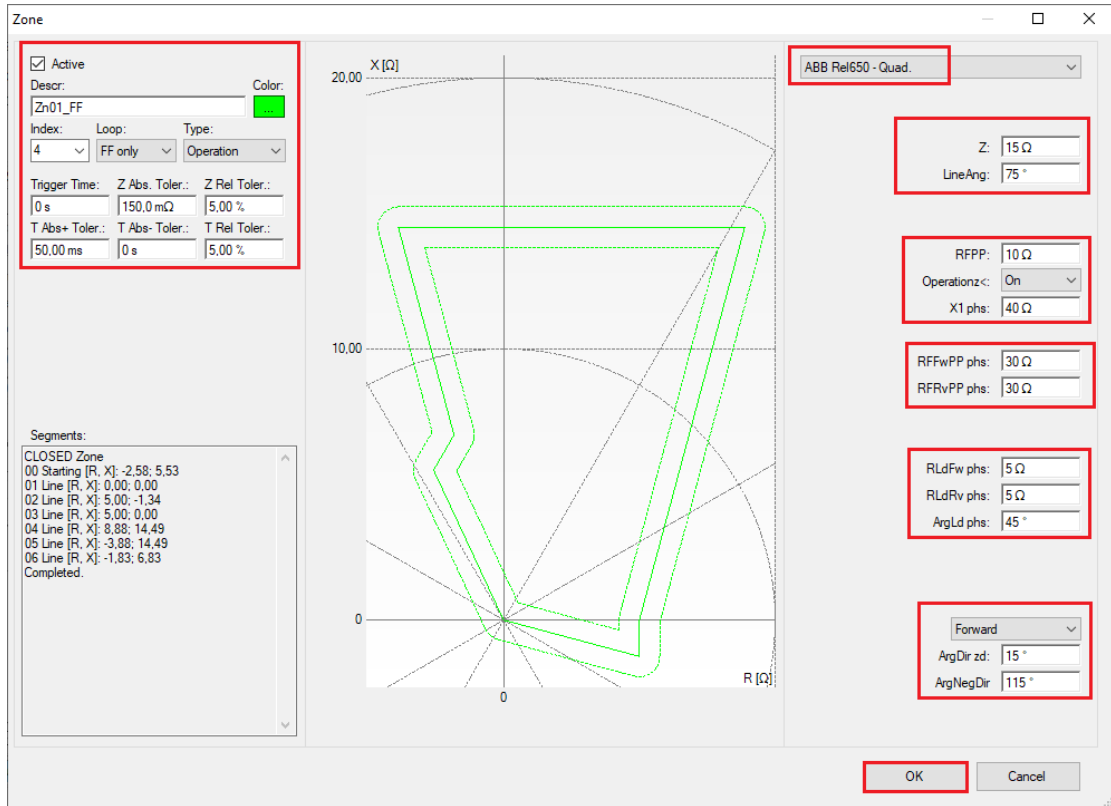 Zone
Active
Descr: Color:
Zn01_FF ...
Index: Loop: Type:
4 FF only Operation
Trigger Time: Z Abs. Toler.: Z Rel Toler.:
0 s 150,0 mΩ 5,00 %
T Abs+ Toler.: T Abs- Toler.: T Rel Toler.:
50,00 ms 0 s 5,00 %
Segments:
CLOSED Zone
00 Starting [R, X]: -2,58; 5,53
01 Line [R, X]: 0,00; 0,00
02 Line [R, X]: 5,00; -1,34
03 Line [R, X]: 5,00; 0,00
04 Line [R, X]: 8,88; 14,49
05 Line [R, X]: -3,88; 14,49
06 Line [R, X]: -1,83; 6,83
Completed.
X [Ω]
20,00
10,00
0
R [Ω]
0
ABB Rel650 - Quad.
Z: 15 Ω
LineAng: 75 °
RFPP: 10 Ω
Operationz<: On
X1 phs: 40 Ω
RFFwPP phs: 30 Ω
RFRvPP phs: 30 Ω
RLdFw phs: 5 Ω
RLdRv phs: 5 Ω
ArgLd phs: 45 °
Forward
ArgDir zd: 15 °
ArgNegDir 115 °
OK Cancel